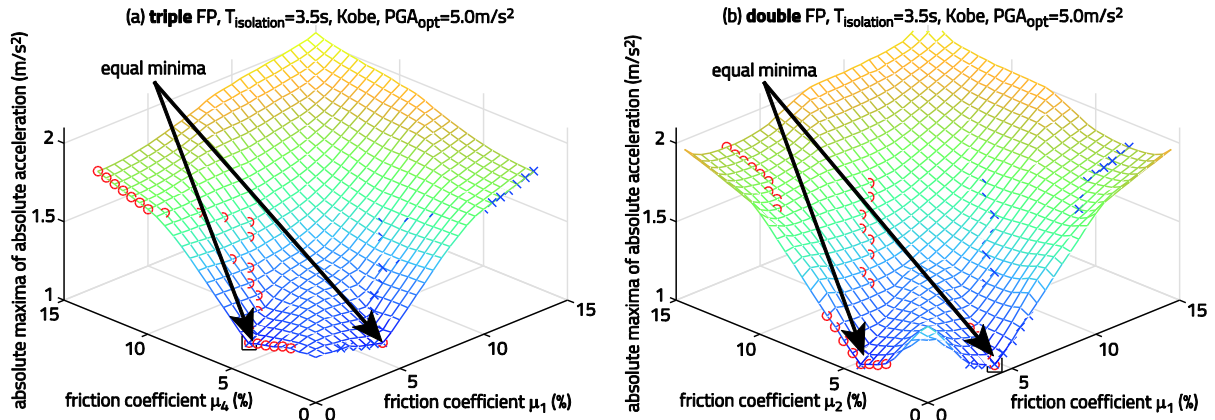 (a) triple FP, T_isolation=3.5s, Kobe, PGA_opt=5.0m/s²
equal minima
absolute maxima of absolute acceleration (m/s²)
2
1.5
1
15
10
5
0
0
5
10
15
friction coefficient μ₄ (%)
friction coefficient μ₁ (%)
(b) double FP, T_isolation=3.5s, Kobe, PGA_opt=5.0m/s²
equal minima
absolute maxima of absolute acceleration (m/s²)
2
1.5
1
15
10
5
0
0
5
10
15
friction coefficient μ₂ (%)
friction coefficient μ₁ (%)